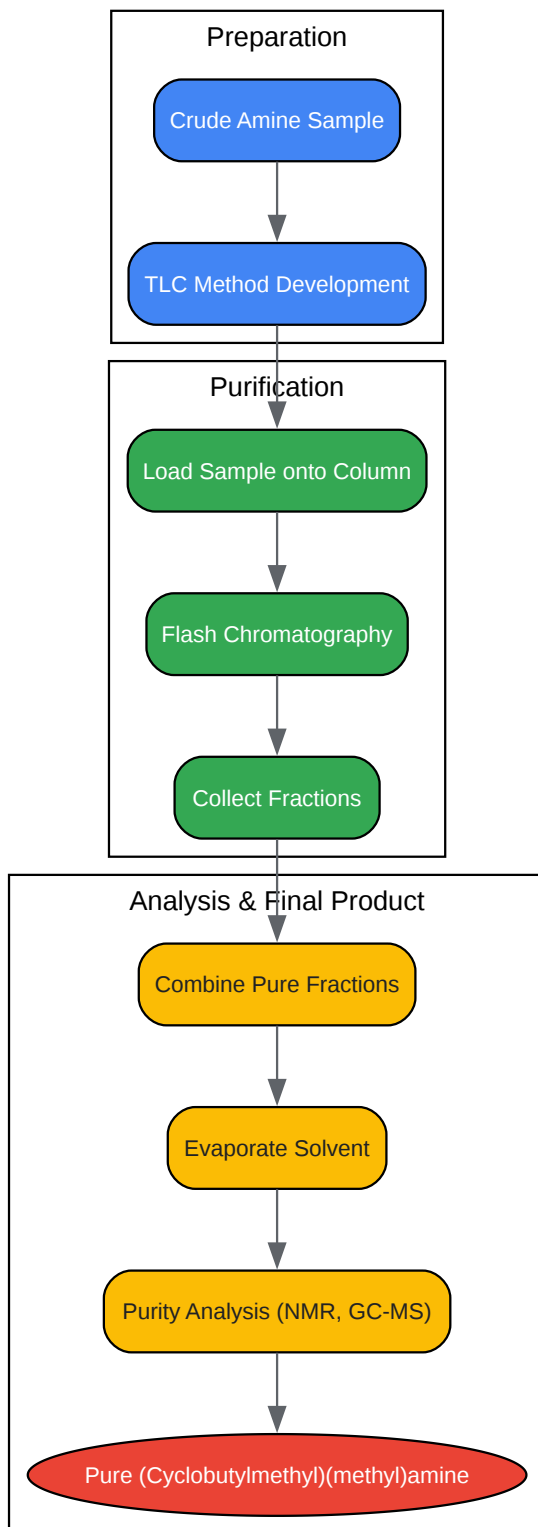 Preparation
Crude Amine Sample
TLC Method Development
Purification
Load Sample onto Column
Flash Chromatography
Collect Fractions
Analysis & Final Product
Combine Pure Fractions
Evaporate Solvent
Purity Analysis (NMR, GC-MS)
Pure (Cyclobutylmethyl)(methyl)amine